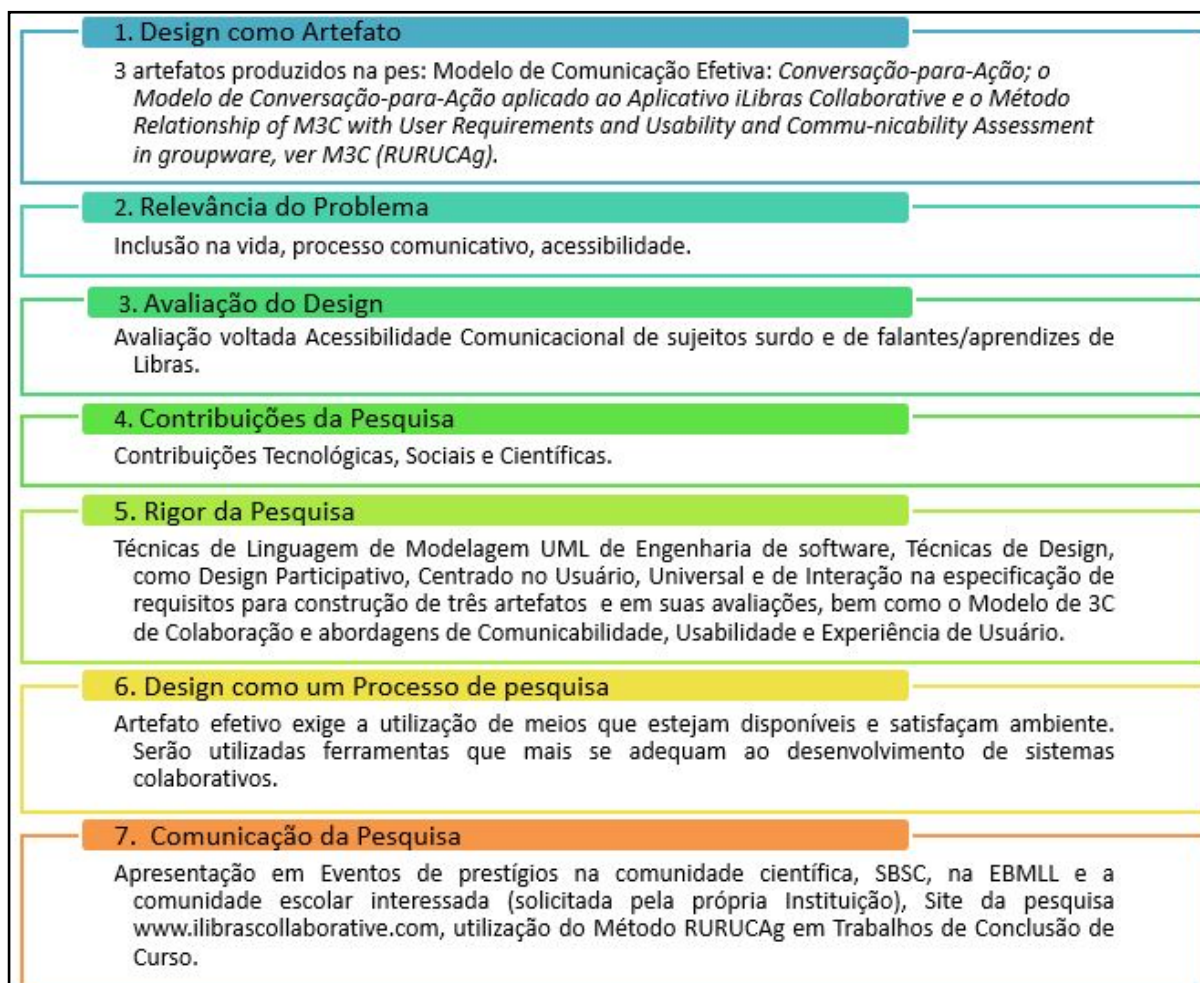 1. Design como Artefato
3 artefatos produzidos na pes: Modelo de Comunicação Efetiva: Conversação-para-Ação; o
Modelo de Conversação-para-Ação aplicado ao Aplicativo iLibras Collaborative e o Método
Relationship of M3C with User Requirements and Usability and Commu-nicability Assessment
in groupware, ver M3C (RURUCAg).
2. Relevância do Problema
Inclusão na vida, processo comunicativo, acessibilidade.
3. Avaliação do Design
Avaliação voltada Acessibilidade Comunicacional de sujeitos surdo e de falantes/aprendizes de
Libras.
4. Contribuições da Pesquisa
Contribuições Tecnológicas, Sociais e Científicas.
5. Rigor da Pesquisa
Técnicas de Linguagem de Modelagem UML de Engenharia de software, Técnicas de Design,
como Design Participativo, Centrado no Usuário, Universal e de Interação na especificação de
requisitos para construção de três artefatos e em suas avaliações, bem como o Modelo de 3C
de Colaboração e abordagens de Comunicabilidade, Usabilidade e Experiência de Usuário.
6. Design como um Processo de pesquisa
Artefato efetivo exige a utilização de meios que estejam disponíveis e satisfaçam ambiente.
Serão utilizadas ferramentas que mais se adequam ao desenvolvimento de sistemas
colaborativos.
7. Comunicação da Pesquisa
Apresentação em Eventos de prestígios na comunidade científica, SBSC, na EBMLL e a
comunidade escolar interessada (solicitada pela própria Instituição), Site da pesquisa
www.ilibrascollaborative.com, utilização do Método RURUCAg em Trabalhos de Conclusão de
Curso.